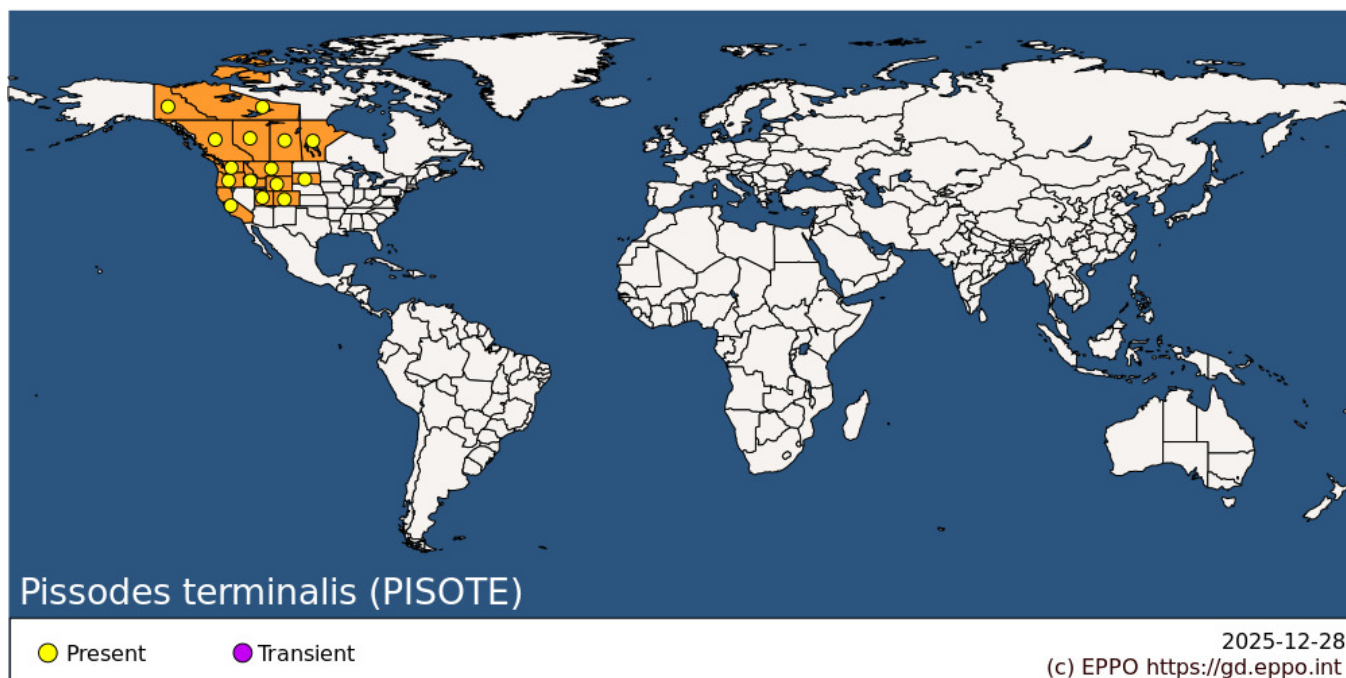 Pissodes terminalis (PISOTE)
Present
Transient
2025-12-28
(c) EPPO https://gd.eppo.int